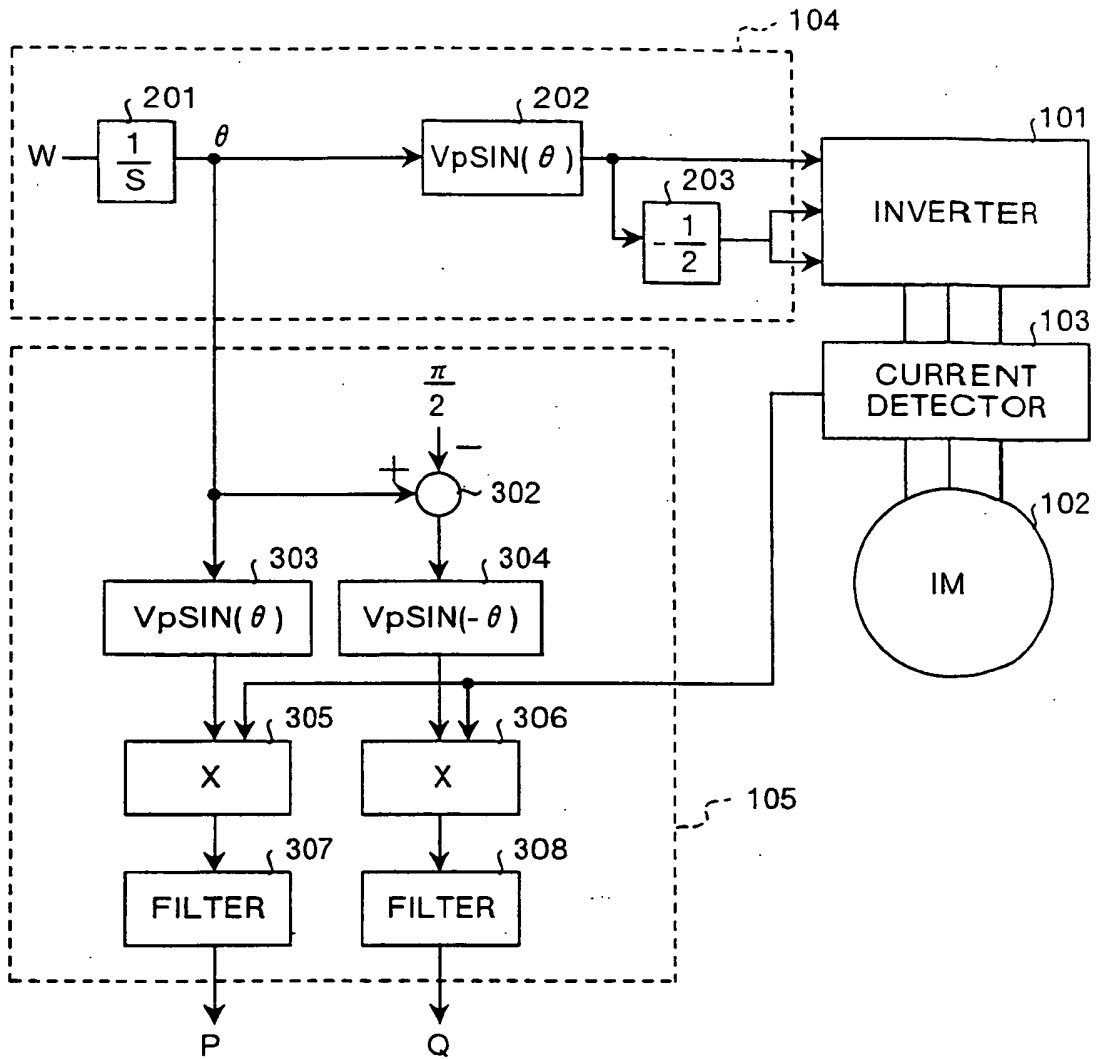 104
201
202
101
W
1/S
θ
VpSIN(θ)
203
-1/2
INVERTER
103
CURRENT
DETECTOR
π/2
−
+
302
102
IM
303
304
VpSIN(θ)
VpSIN(-θ)
305
306
X
X
105
307
308
FILTER
FILTER
P
Q